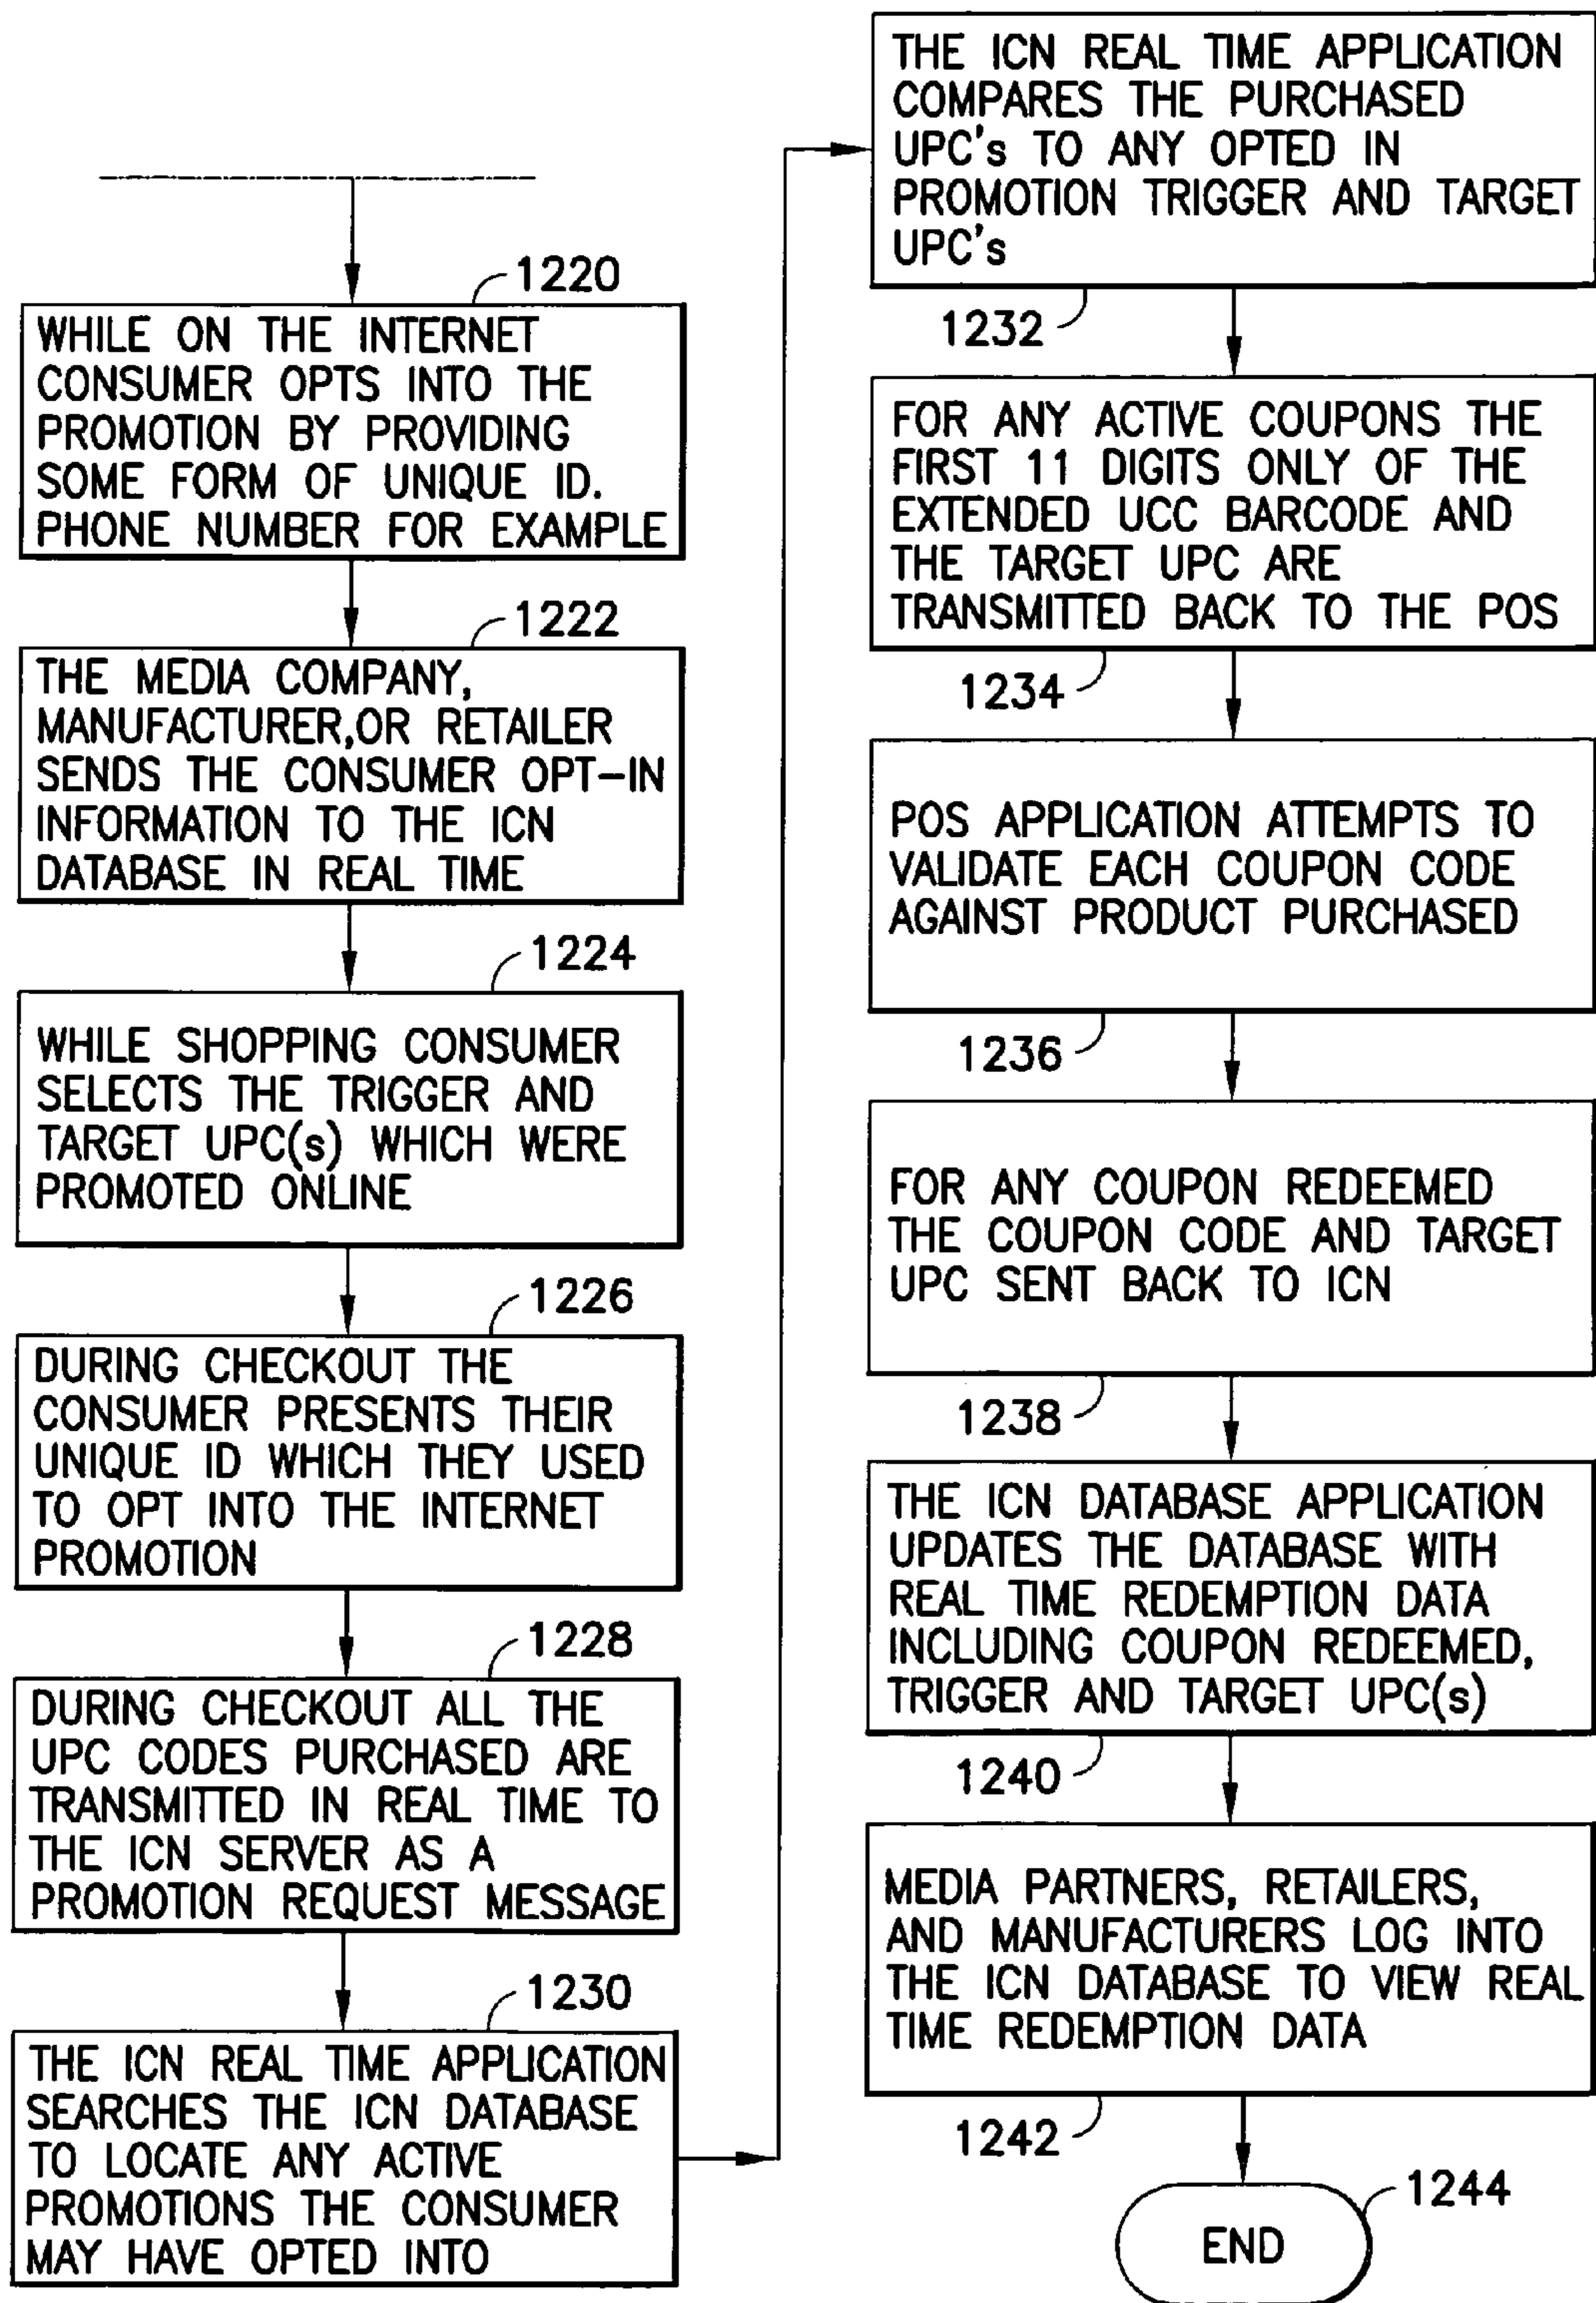 1220
WHILE ON THE INTERNET
CONSUMER OPTS INTO THE
PROMOTION BY PROVIDING
SOME FORM OF UNIQUE ID.
PHONE NUMBER FOR EXAMPLE
1222
THE MEDIA COMPANY,
MANUFACTURER,OR RETAILER
SENDS THE CONSUMER OPT-IN
INFORMATION TO THE ICN
DATABASE IN REAL TIME
1224
WHILE SHOPPING CONSUMER
SELECTS THE TRIGGER AND
TARGET UPC(s) WHICH WERE
PROMOTED ONLINE
1226
DURING CHECKOUT THE
CONSUMER PRESENTS THEIR
UNIQUE ID WHICH THEY USED
TO OPT INTO THE INTERNET
PROMOTION
1228
DURING CHECKOUT ALL THE
UPC CODES PURCHASED ARE
TRANSMITTED IN REAL TIME TO
THE ICN SERVER AS A
PROMOTION REQUEST MESSAGE
1230
THE ICN REAL TIME APPLICATION
SEARCHES THE ICN DATABASE
TO LOCATE ANY ACTIVE
PROMOTIONS THE CONSUMER
MAY HAVE OPTED INTO
THE ICN REAL TIME APPLICATION
COMPARES THE PURCHASED
UPC's TO ANY OPTED IN
PROMOTION TRIGGER AND TARGET
UPC's
1232
FOR ANY ACTIVE COUPONS THE
FIRST 11 DIGITS ONLY OF THE
EXTENDED UCC BARCODE AND
THE TARGET UPC ARE
TRANSMITTED BACK TO THE POS
1234
POS APPLICATION ATTEMPTS TO
VALIDATE EACH COUPON CODE
AGAINST PRODUCT PURCHASED
1236
FOR ANY COUPON REDEEMED
THE COUPON CODE AND TARGET
UPC SENT BACK TO ICN
1238
THE ICN DATABASE APPLICATION
UPDATES THE DATABASE WITH
REAL TIME REDEMPTION DATA
INCLUDING COUPON REDEEMED,
TRIGGER AND TARGET UPC(s)
1240
MEDIA PARTNERS, RETAILERS,
AND MANUFACTURERS LOG INTO
THE ICN DATABASE TO VIEW REAL
TIME REDEMPTION DATA
1242
1244
END